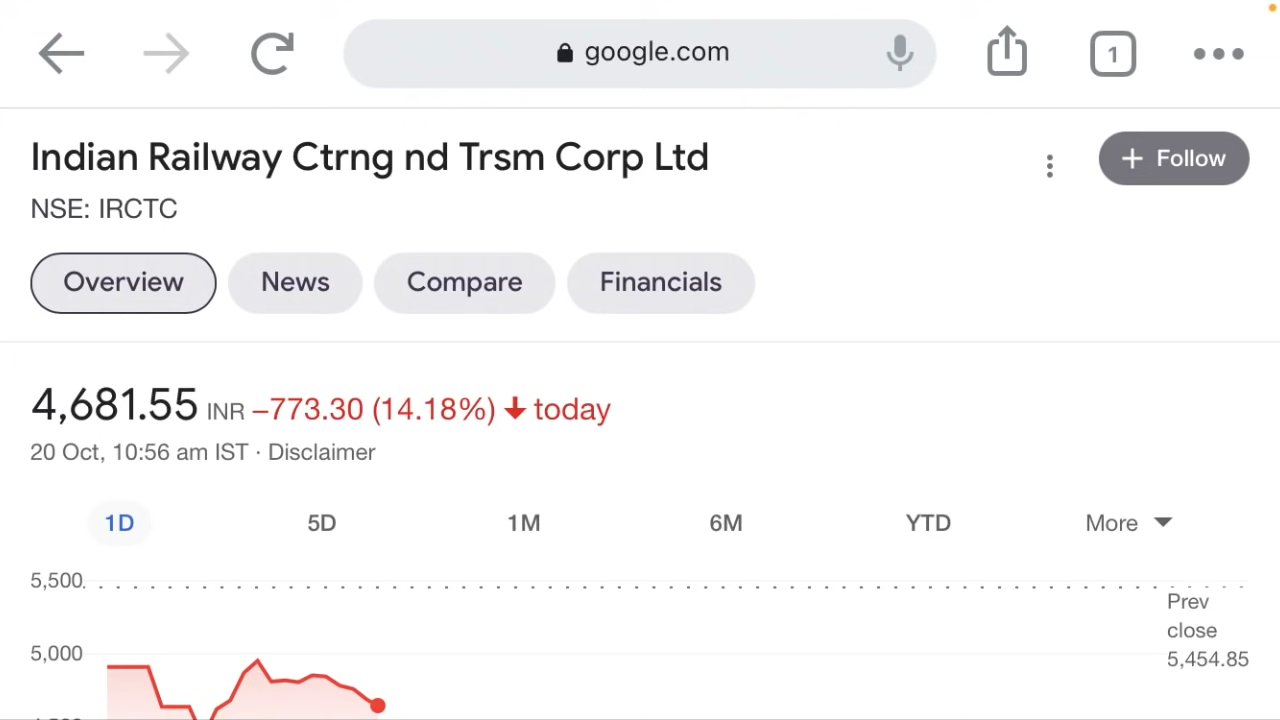 google.com
1
Indian Railway Ctrng nd Trsm Corp Ltd
+ Follow
NSE: IRCTC
Overview News Compare Financials
4,681.55 INR −773.30 (14.18%) ↓ today
20 Oct, 10:56 am IST · Disclaimer
1D 5D 1M 6M YTD More
5,500
Prev
close
5,454.85
5,000